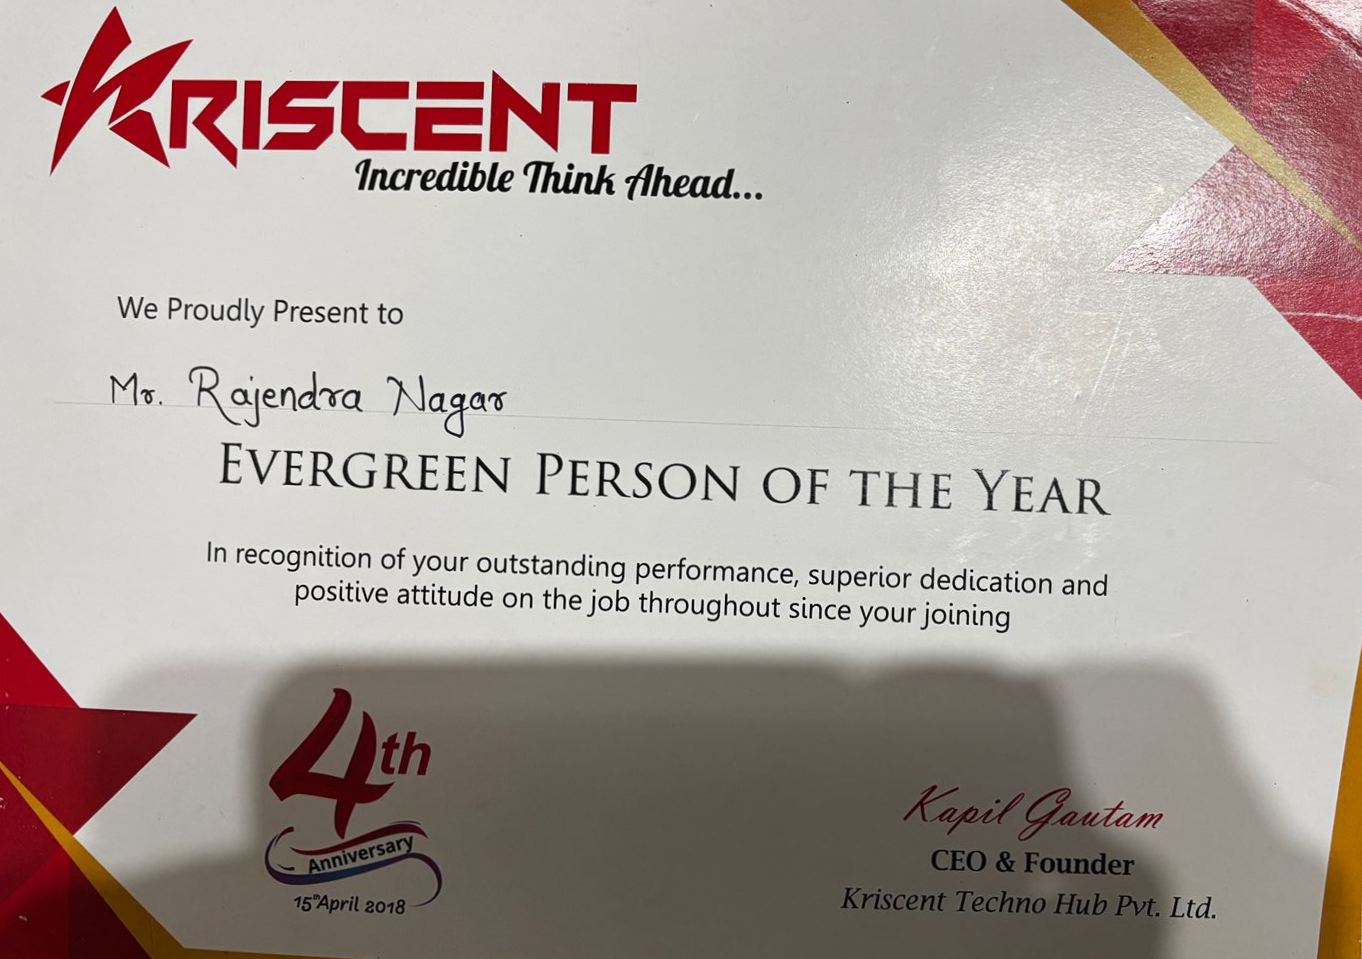 KRISCENT
Incredible Think Ahead...
We Proudly Present to
Mr. Rajendra Nagar
EVERGREEN PERSON OF THE YEAR
In recognition of your outstanding performance, superior dedication and
positive attitude on the job throughout since your joining
4th
Anniversary
15th April 2018
Kapil Gautam
CEO & Founder
Kriscent Techno Hub Pvt. Ltd.